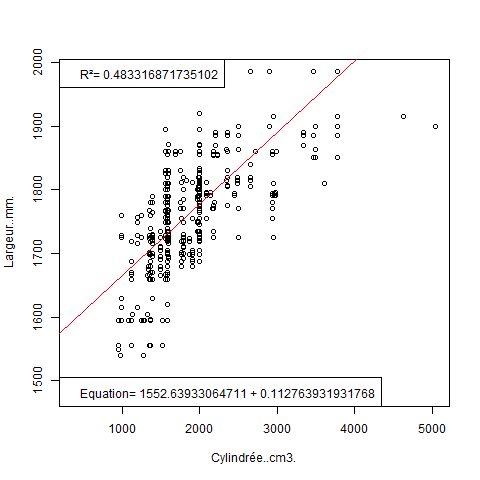 R²= 0.483316871735102
2000
1900
1800
1700
1600
1500
Largeur..mm.
Equation= 1552.63933064711 + 0.112763931931768
1000
2000
3000
4000
5000
Cylindrée..cm3.